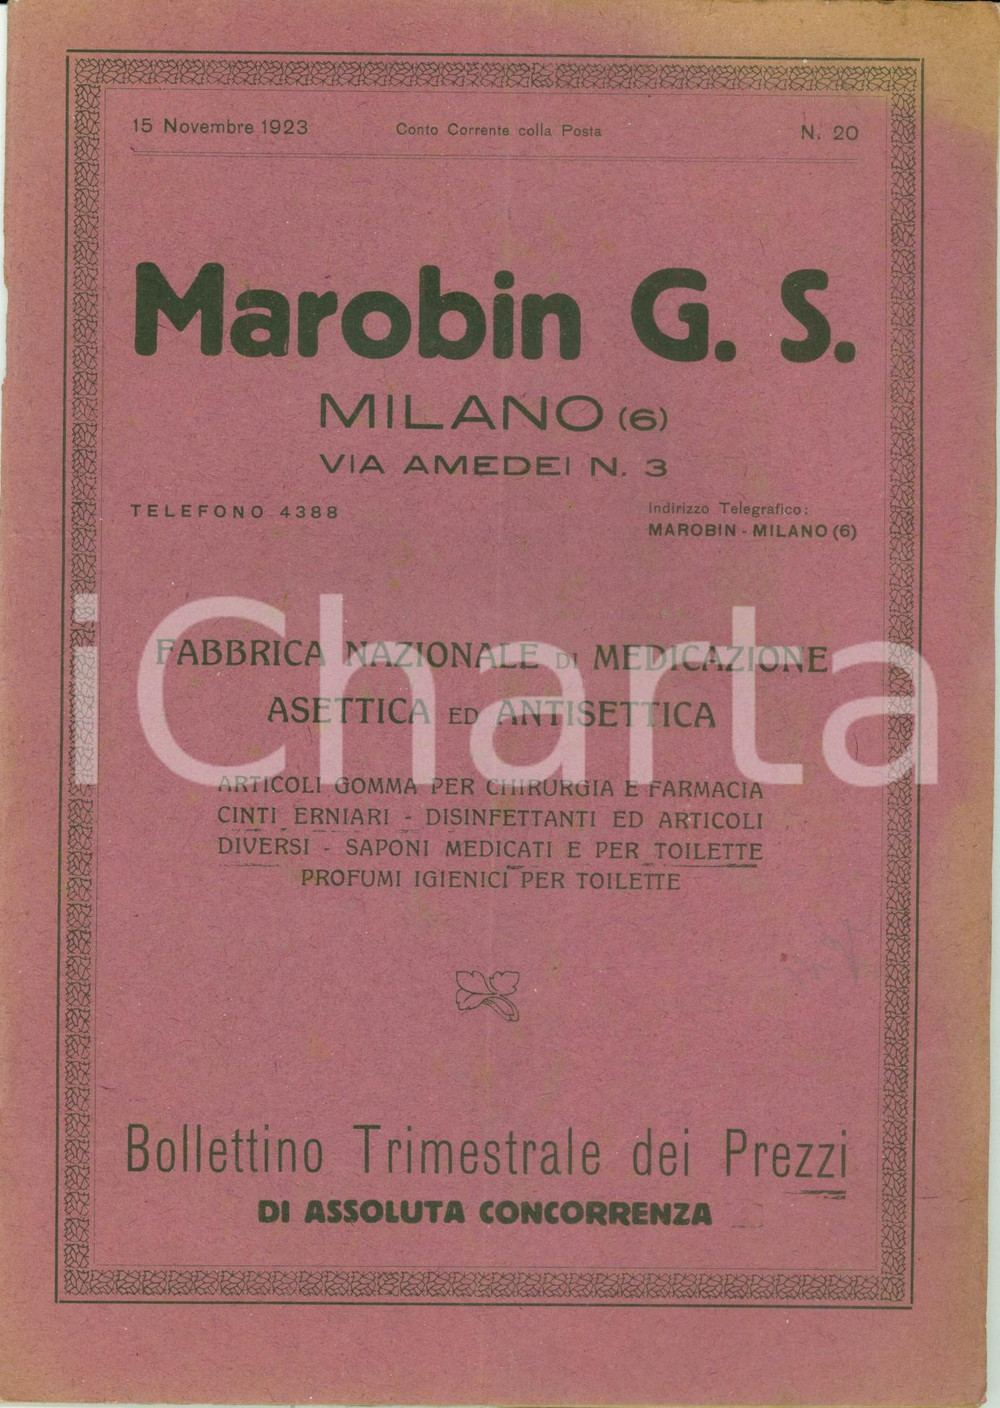 15 Novembre 1923 Conto Corrente colla Posta N. 20
Marobin G. S.
MILANO (6)
VIA AMEDEI N. 3
TELEFONO 4388
Indirizzo Telegrafico:
MAROBIN - MILANO (6)
iCharta
FABBRICA NAZIONALE DI MEDICAZIONE
ASETTICA ED ANTISETTICA
ARTICOLI GOMMA PER CHIRURGIA E FARMACIA
CINTI ERNIARI - DISINFETTANTI ED ARTICOLI
DIVERSI - SAPONI MEDICATI E PER TOILETTE
PROFUMI IGIENICI PER TOILETTE
Bollettino Trimestrale dei Prezzi
DI ASSOLUTA CONCORRENZA